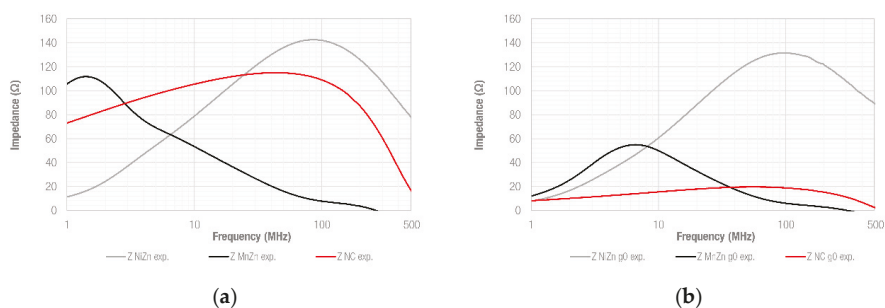 160
140
120
100
80
60
40
20
0
Impedance (Ω)
1 10 100 500
Frequency (MHz)
Z NiZn exp. Z MnZn exp. Z NC exp.
(a)
160
140
120
100
80
60
40
20
0
Impedance (Ω)
1 10 100 500
Frequency (MHz)
Z NiZn g0 exp. Z MnZn g0 exp. Z NC g0 exp.
(b)